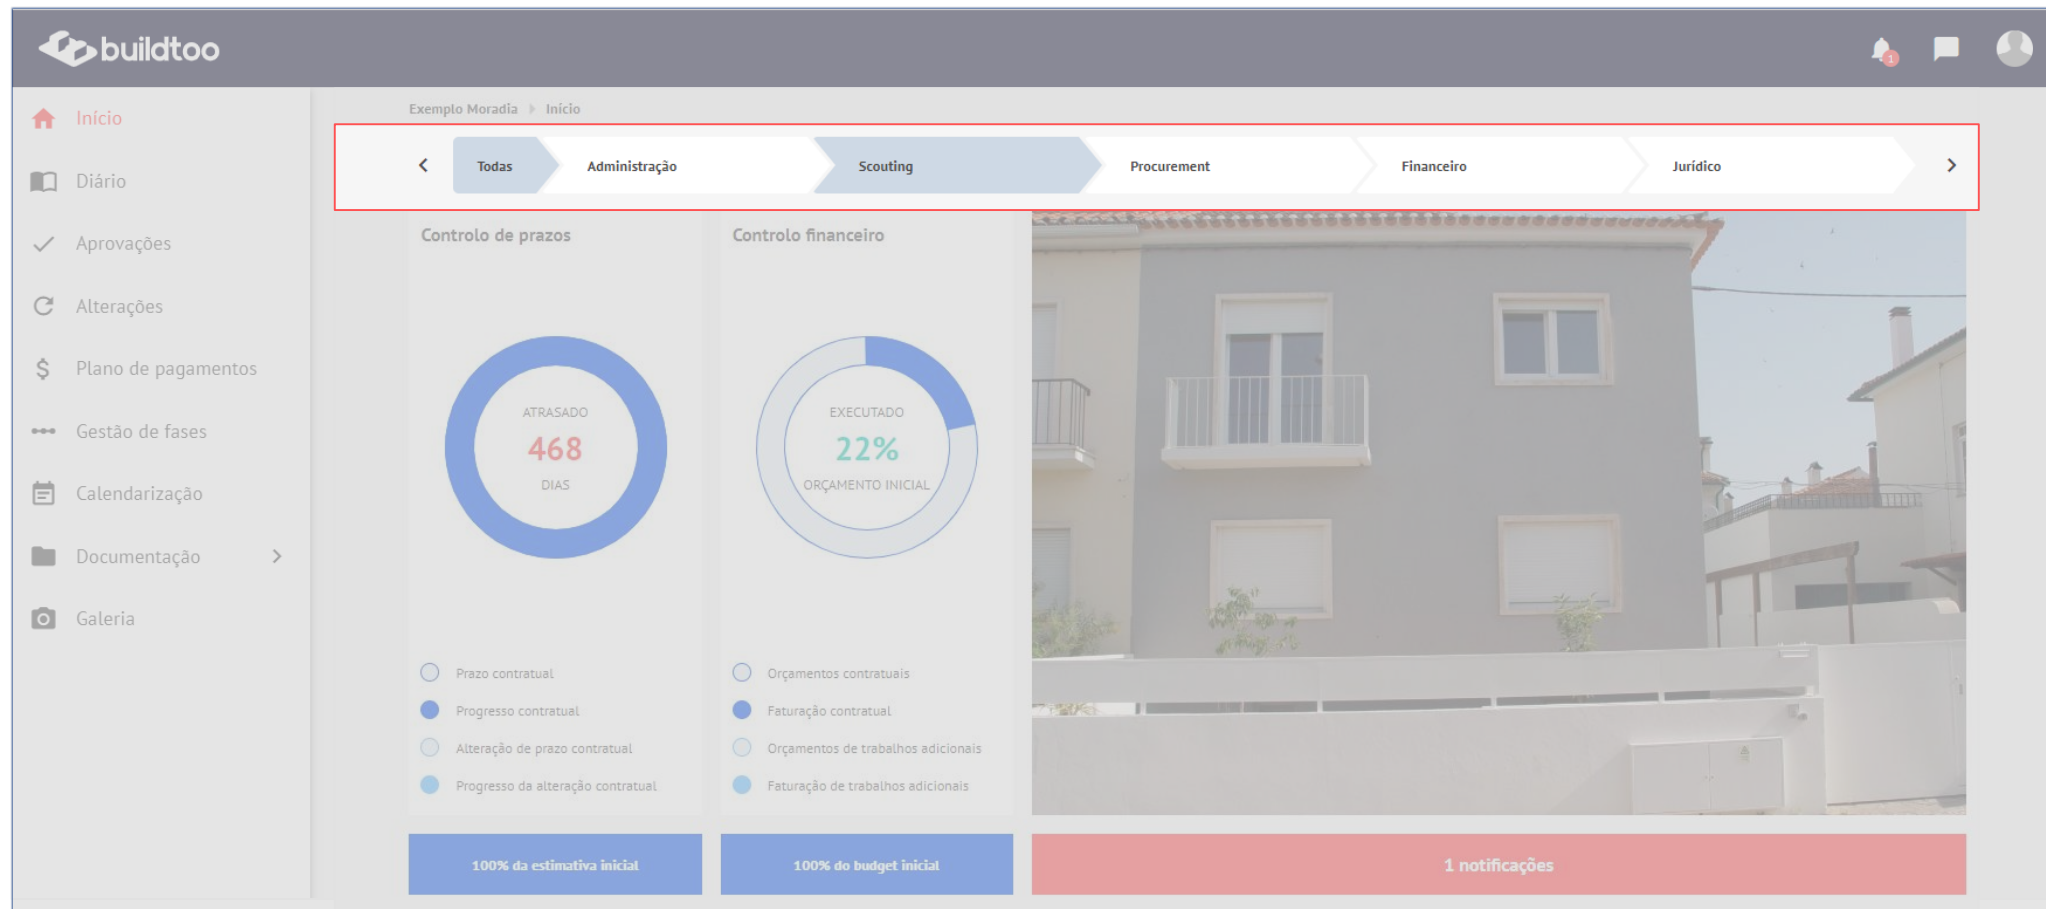 buildtoo
1
Início
Diário
Aprovações
Alterações
Plano de pagamentos
Gestão de fases
Calendarização
Documentação
Galeria
Exemplo Moradia Início
Todas Administração Scouting Procurement Financeiro Jurídico
Controlo de prazos
ATRASADO
468
DIAS
Prazo contratual
Progresso contratual
Alteração de prazo contratual
Progresso da alteração contratual
100% da estimativa inicial
Controlo financeiro
EXECUTADO
22%
ORÇAMENTO INICIAL
Orçamentos contratuais
Faturação contratual
Orçamentos de trabalhos adicionais
Faturação de trabalhos adicionais
100% do budget inicial
1 notificações